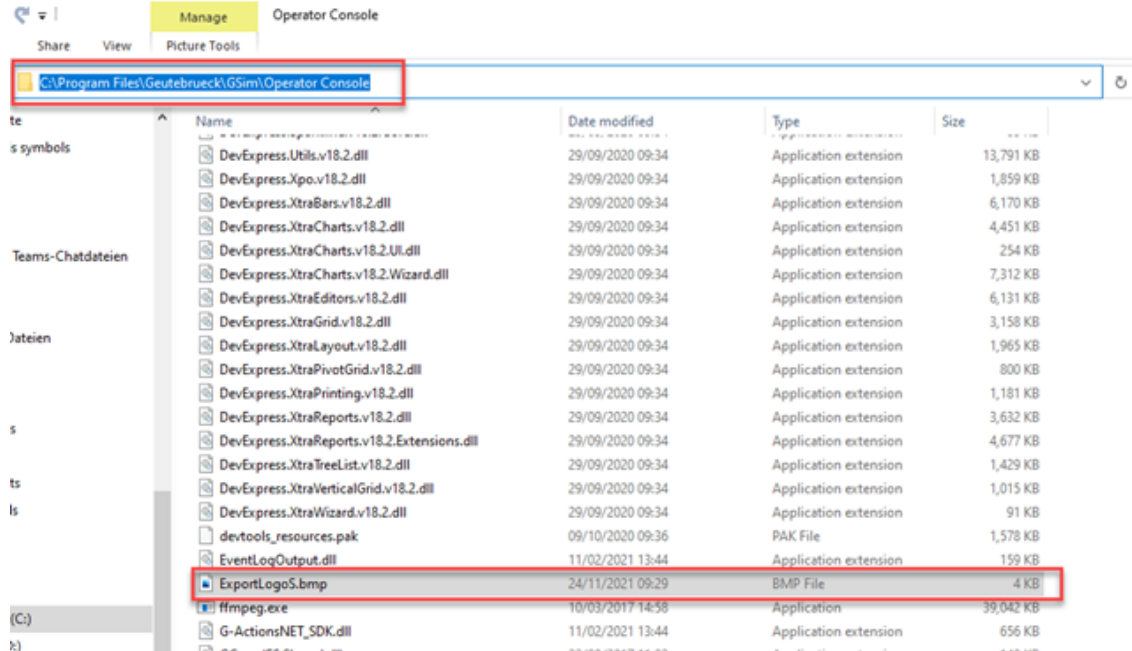 Manage Operator Console
Share View Picture Tools
C:\Program Files\Geutebrueck\GSim\Operator Console
Name Date modified Type Size
s symbols
DevExpress.Utils.v18.2.dll 29/09/2020 09:34 Application extension 13,791 KB
DevExpress.Xpo.v18.2.dll 29/09/2020 09:34 Application extension 1,859 KB
DevExpress.XtraBars.v18.2.dll 29/09/2020 09:34 Application extension 6,170 KB
DevExpress.XtraCharts.v18.2.dll 29/09/2020 09:34 Application extension 4,451 KB
Teams-Chatdateien
DevExpress.XtraCharts.v18.2.UI.dll 29/09/2020 09:34 Application extension 254 KB
DevExpress.XtraCharts.v18.2.Wizard.dll 29/09/2020 09:34 Application extension 7,312 KB
DevExpress.XtraEditors.v18.2.dll 29/09/2020 09:34 Application extension 6,131 KB
DevExpress.XtraGrid.v18.2.dll 29/09/2020 09:34 Application extension 3,158 KB
DevExpress.XtraLayout.v18.2.dll 29/09/2020 09:34 Application extension 1,965 KB
DevExpress.XtraPivotGrid.v18.2.dll 29/09/2020 09:34 Application extension 800 KB
DevExpress.XtraPrinting.v18.2.dll 29/09/2020 09:34 Application extension 1,181 KB
DevExpress.XtraReports.v18.2.dll 29/09/2020 09:34 Application extension 3,632 KB
DevExpress.XtraReports.v18.2.Extensions.dll 29/09/2020 09:34 Application extension 4,677 KB
DevExpress.XtraTreeList.v18.2.dll 29/09/2020 09:34 Application extension 1,429 KB
DevExpress.XtraVerticalGrid.v18.2.dll 29/09/2020 09:34 Application extension 1,015 KB
DevExpress.XtraWizard.v18.2.dll 29/09/2020 09:34 Application extension 91 KB
devtools_resources.pak 09/10/2020 09:36 PAK File 1,578 KB
EventLogOutput.dll 11/02/2021 13:44 Application extension 159 KB
ExportLogoS.bmp 24/11/2021 09:29 BMP File 4 KB
ffmpeg.exe 10/03/2017 14:58 Application 39,042 KB
(C:)
G-ActionsNET_SDK.dll 11/02/2021 13:44 Application extension 656 KB